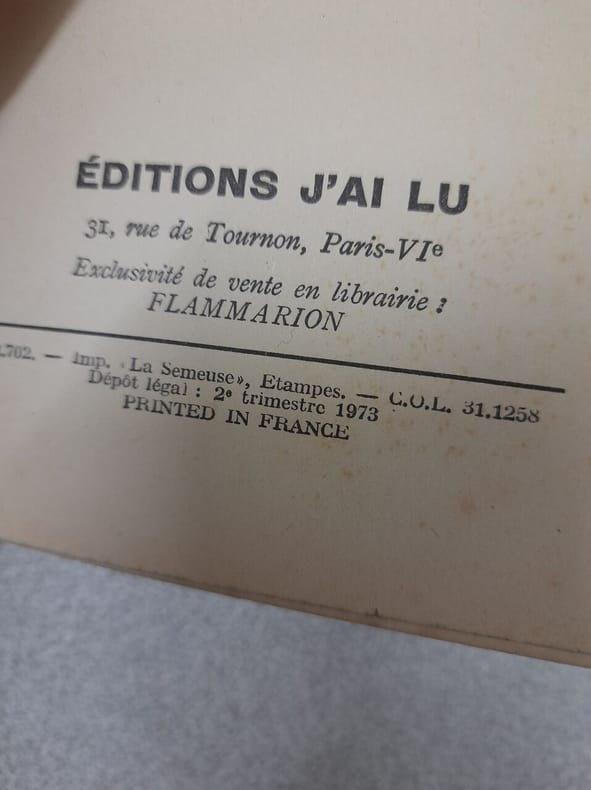 ÉDITIONS J'AI LU
31, rue de Tournon, Paris-VIe
Exclusivité de vente en librairie :
FLAMMARION
.702. — Imp. «La Semeuse», Etampes. — C.O.L. 31.1258
Dépôt légal : 2e trimestre 1973
PRINTED IN FRANCE